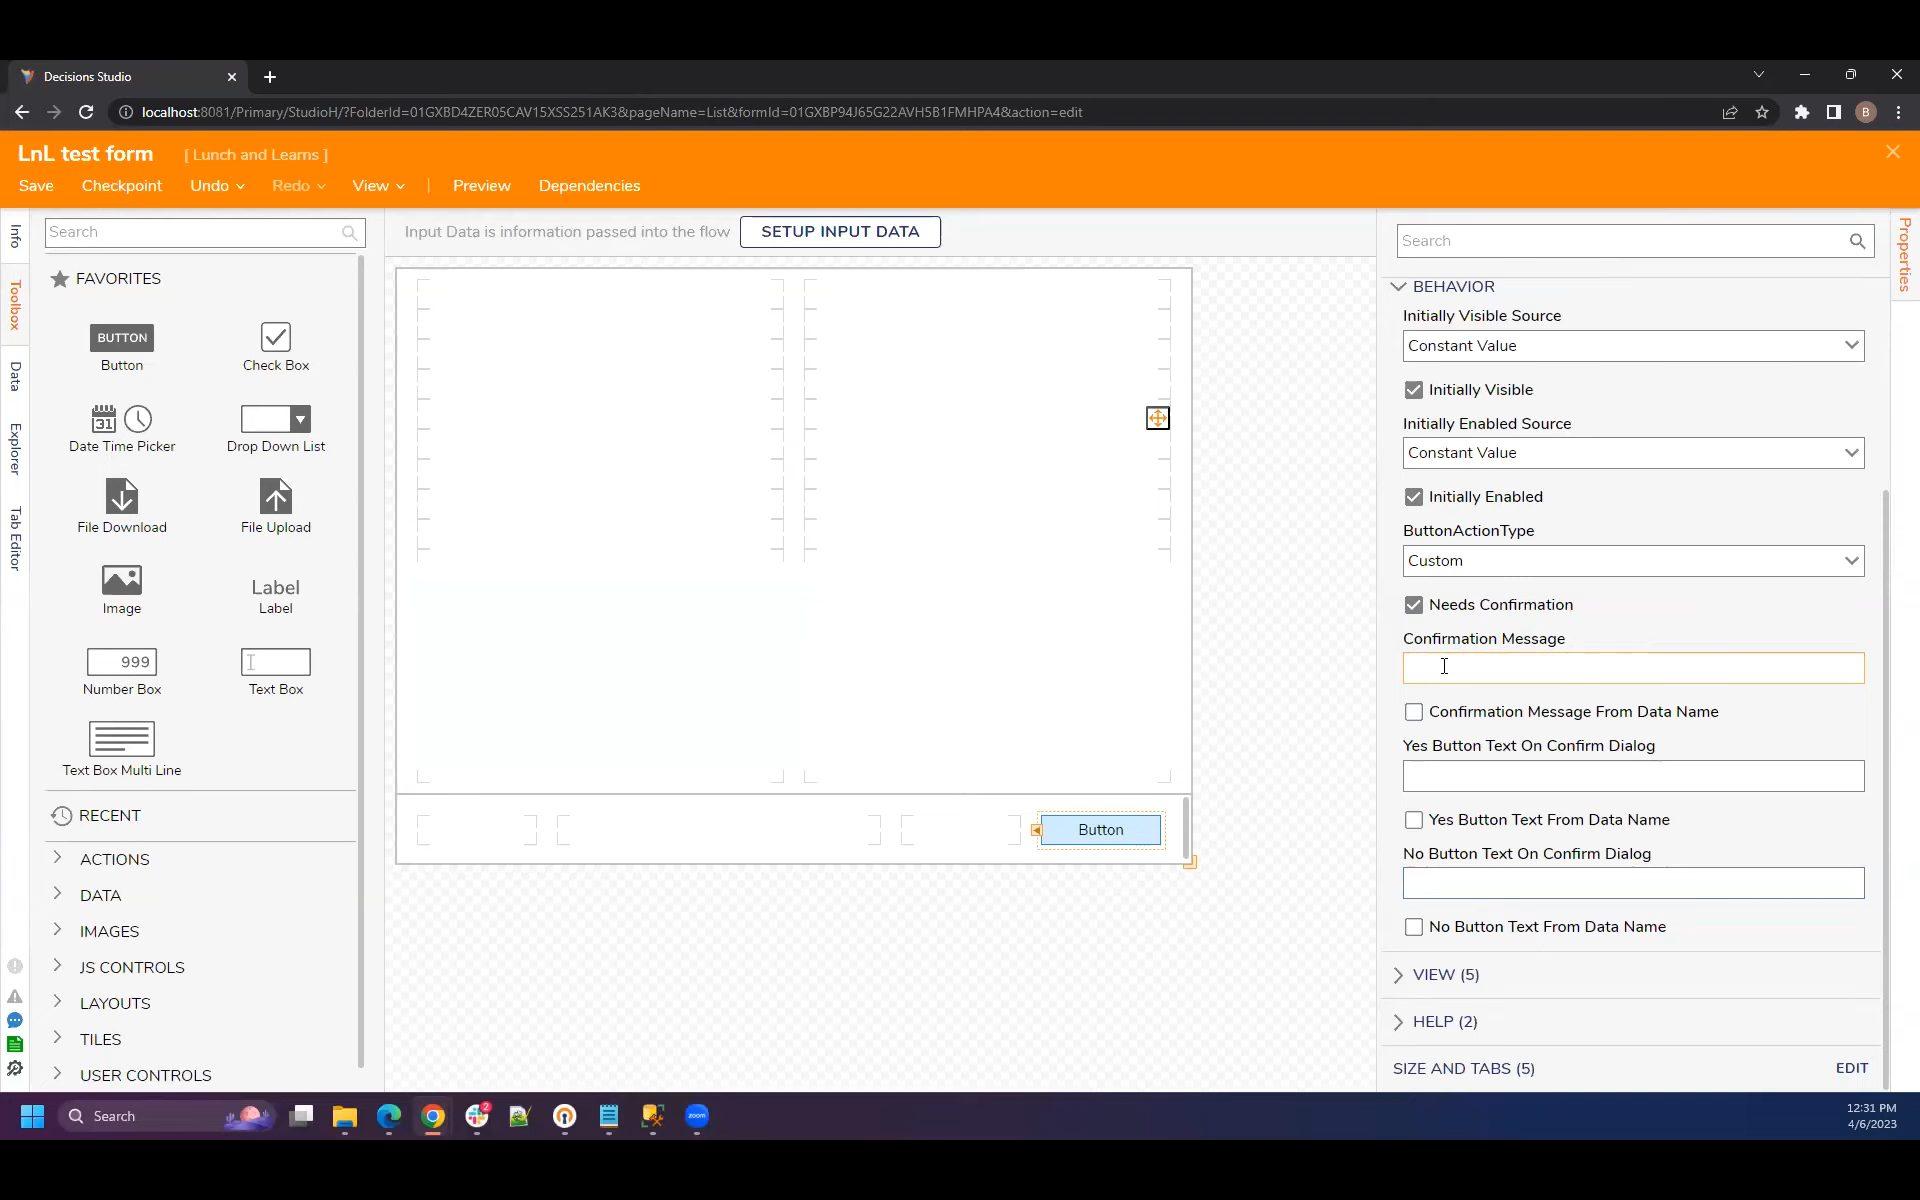 Decisions Studio
localhost:8081/Primary/StudioH/?FolderId=01GXBD4ZER05CAV15XSS251AK3&pageName=List&formId=01GXBP94J65G22AVH5B1FMHPA4&action=edit
B
LnL test form [ Lunch and Learns ]
Save Checkpoint Undo Redo View | Preview Dependencies
Info
Toolbox
Data
Explorer
Tab Editor
Search
FAVORITES
BUTTON
Button
Check Box
31
Date Time Picker
Drop Down List
File Download
File Upload
Image
Label
Label
999
Number Box
Text Box
Text Box Multi Line
RECENT
ACTIONS
DATA
IMAGES
JS CONTROLS
LAYOUTS
TILES
USER CONTROLS
Input Data is information passed into the flow
SETUP INPUT DATA
Button
Properties
Search
BEHAVIOR
Initially Visible Source
Constant Value
Initially Visible
Initially Enabled Source
Constant Value
Initially Enabled
ButtonActionType
Custom
Needs Confirmation
Confirmation Message
Confirmation Message From Data Name
Yes Button Text On Confirm Dialog
Yes Button Text From Data Name
No Button Text On Confirm Dialog
No Button Text From Data Name
VIEW (5)
HELP (2)
SIZE AND TABS (5) EDIT
Search
2
zoom
12:31 PM
4/6/2023